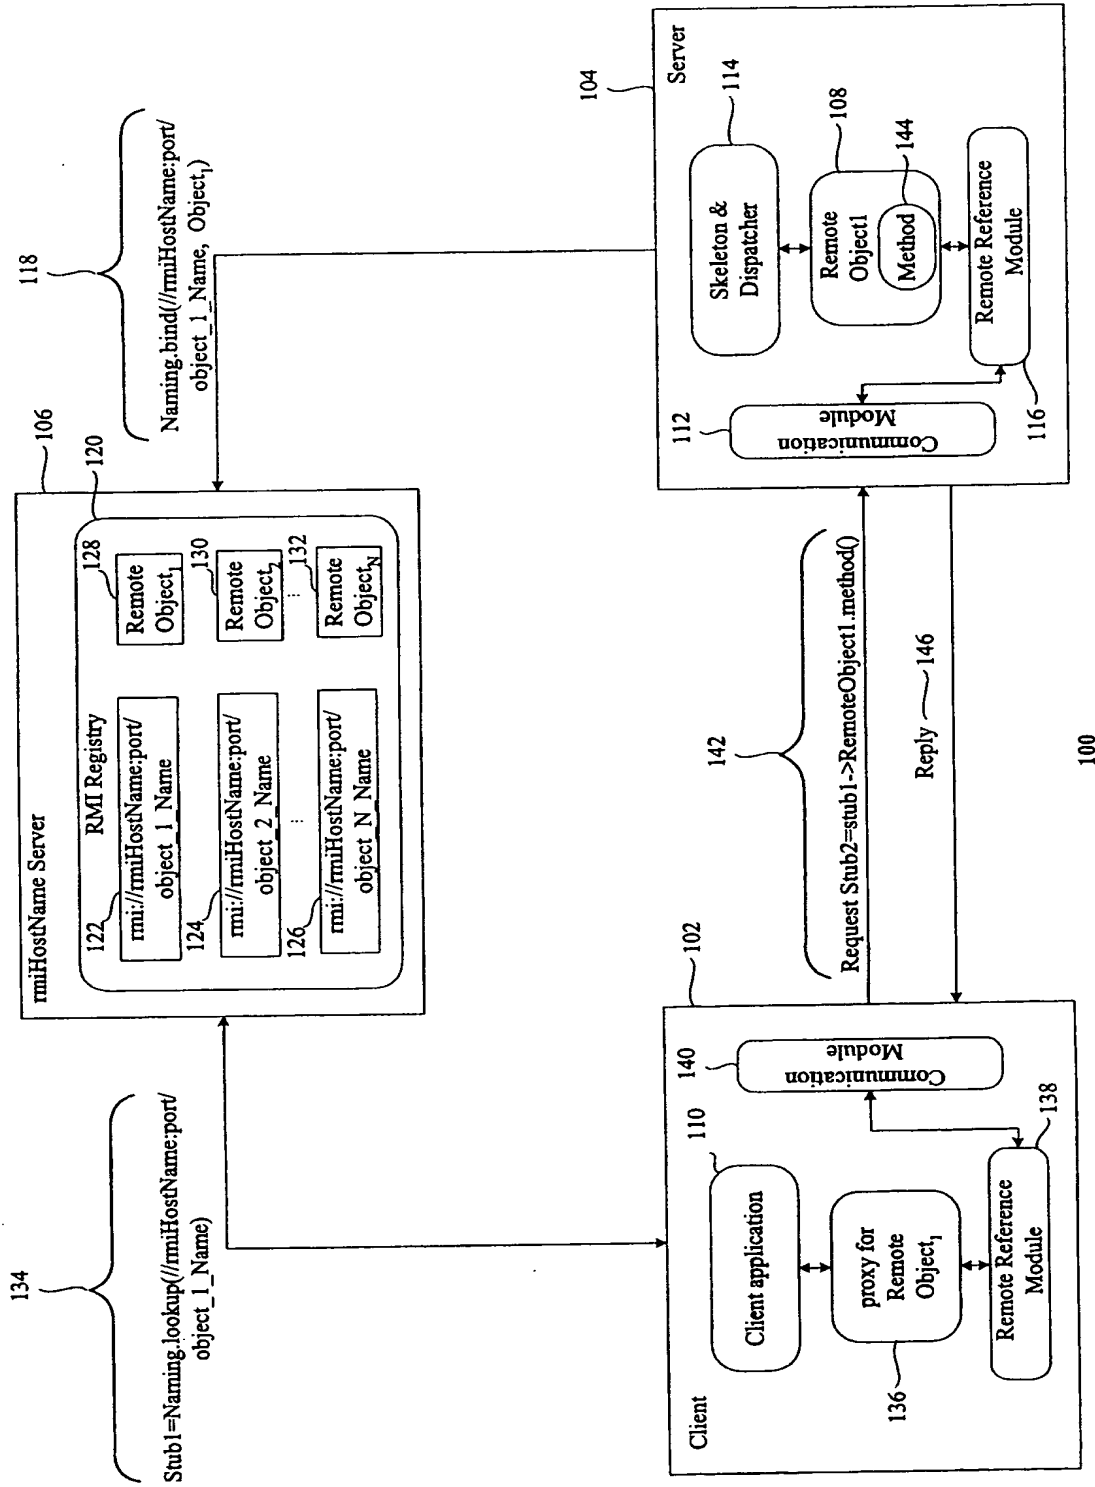 134
Stub1=Naming.lookup(//rmiHostName:port/
object_1_Name)
118
Naming.bind(//rmiHostName:port/
object_1_Name, Object1)
106
rmiHostName Server
120
RMI Registry
122
rmi://rmiHostName:port/
object_1_Name
128
Remote
Object1
124
rmi://rmiHostName:port/
object_2_Name
130
Remote
Object2
...
...
126
rmi://rmiHostName:port/
object_N_Name
132
Remote
ObjectN
102
Client
110
Client application
136
proxy for
Remote
Object1
138
Remote Reference
Module
140
Communication
Module
142
Request Stub2=stub1->RemoteObject1.method()
Reply
146
104
Server
114
Skeleton &
Dispatcher
108
Remote
Object1
144
Method
Remote Reference
Module
116
112
Communication
Module
100